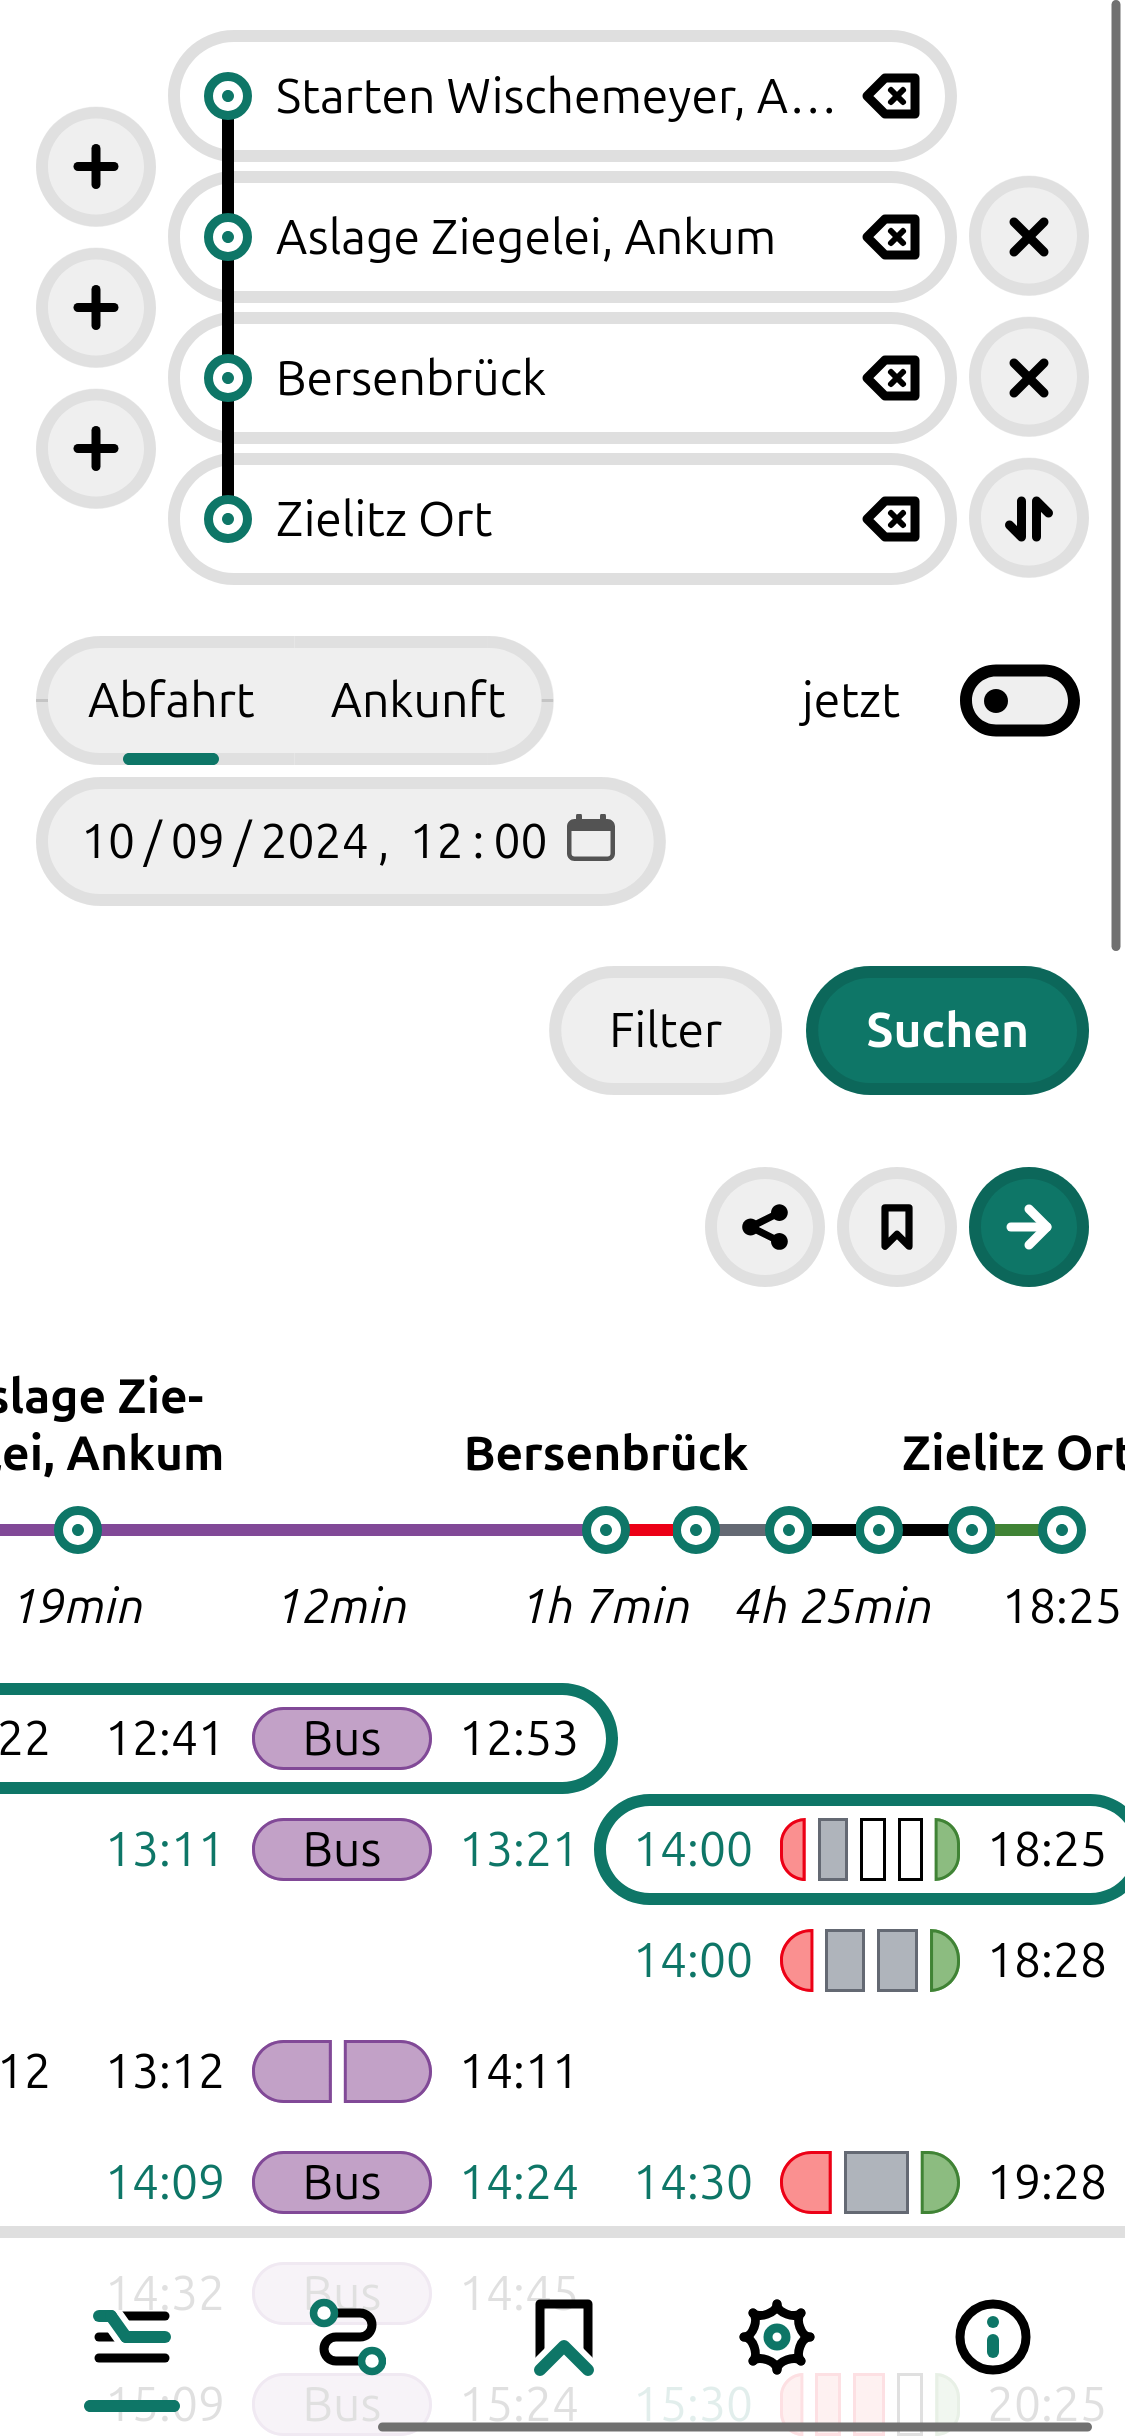 Starten Wischemeyer, A...
Aslage Ziegelei, Ankum
Bersenbrück
Zielitz Ort
Abfahrt Ankunft jetzt
10/09/2024, 12:00
Filter Suchen
slage Zie-
lei, Ankum Bersenbrück Zielitz Ort
19min 12min 1h 7min 4h 25min 18:25
22 12:41 Bus 12:53
13:11 Bus 13:21 14:00 18:25
14:00 18:28
12 13:12 14:11
14:09 Bus 14:24 14:30 19:28
14:32 Bus 14:45
15:09 Bus 15:24 15:30 20:25